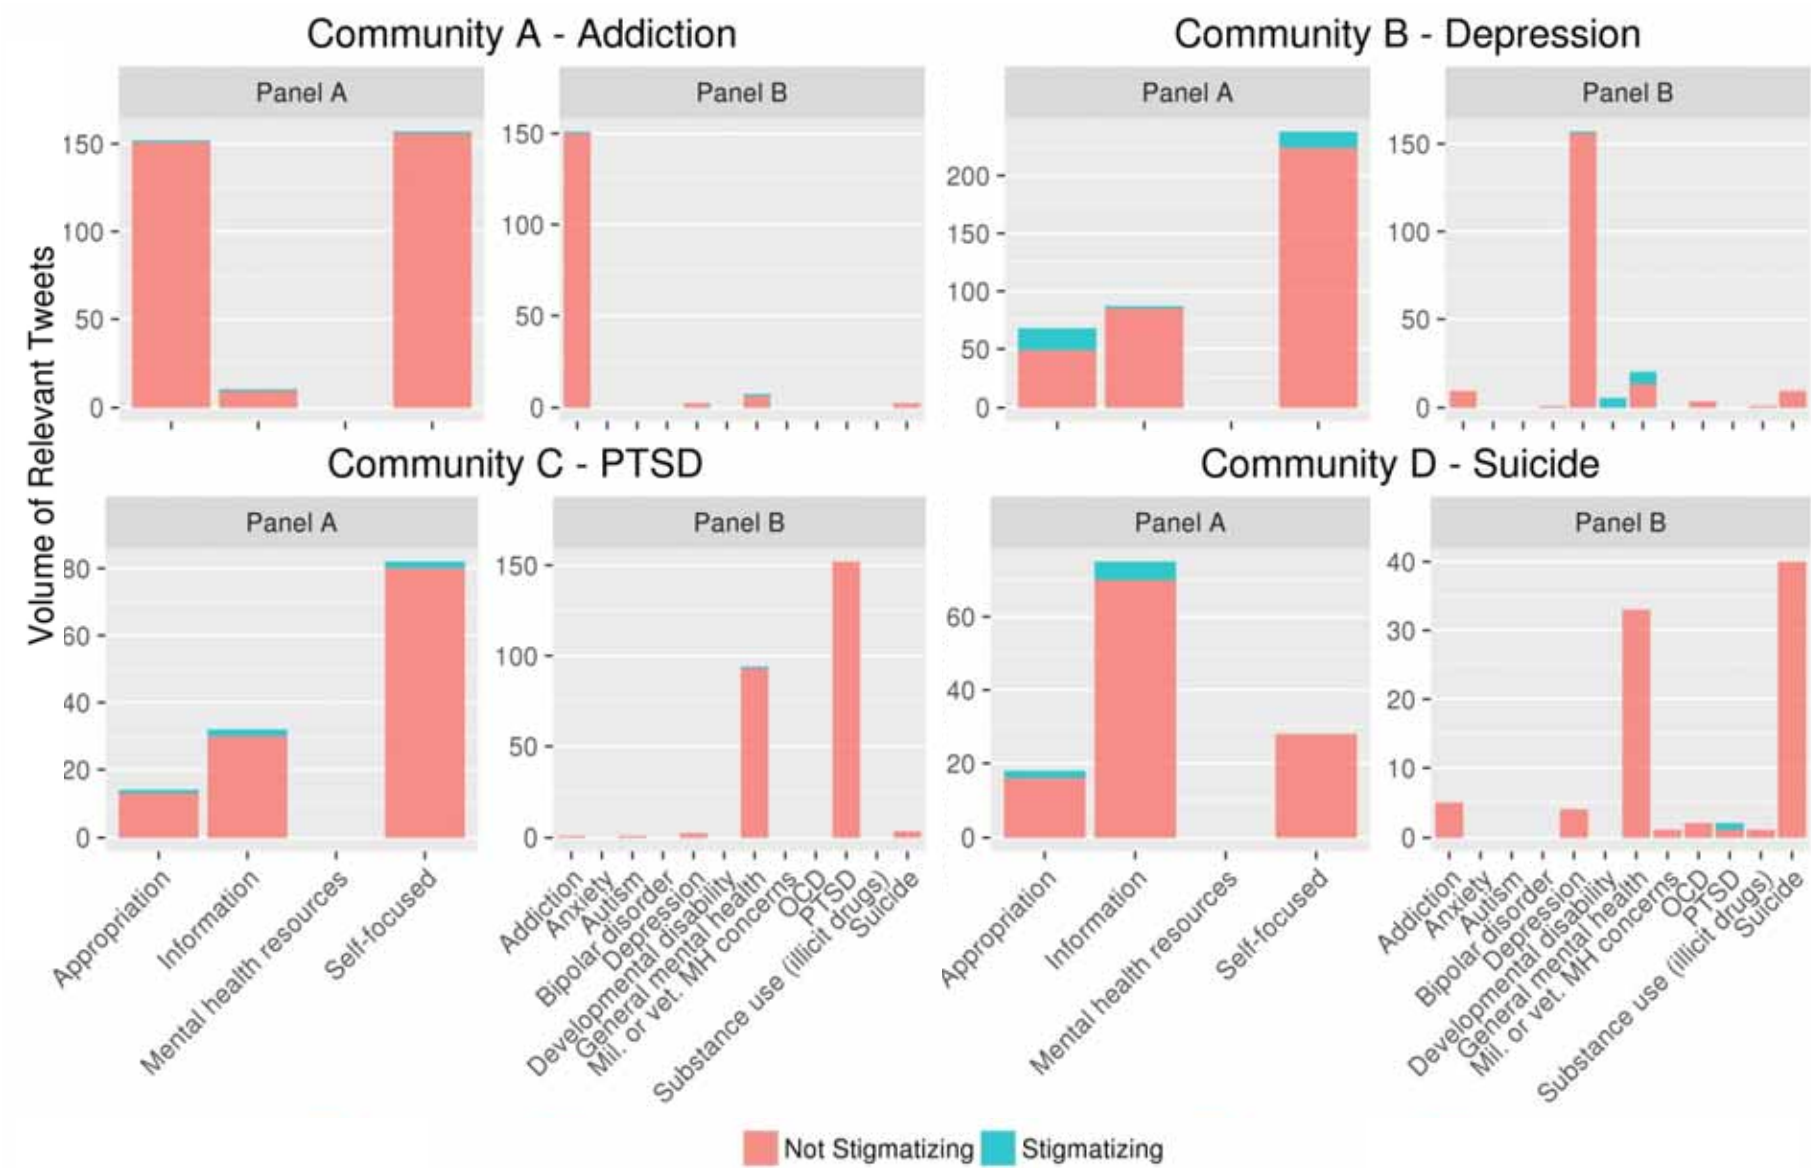 Community A - Addiction
Community B - Depression
Panel A
Panel B
Panel A
Panel B
150
100
50
0
150
100
50
0
200
150
100
50
0
150
100
50
0
Volume of Relevant Tweets
Community C - PTSD
Community D - Suicide
Panel A
Panel B
Panel A
Panel B
80
60
40
20
0
150
100
50
0
60
40
20
0
40
30
20
10
0
Appropriation
Information
Mental health resources
Self-focused
Addiction
Anxiety
Autism
Bipolar disorder
Depression
Developmental disability
General mental health
Mil. or vet. MH concerns
OCD
PTSD
Substance use (illicit drugs)
Suicide
Appropriation
Information
Mental health resources
Self-focused
Addiction
Anxiety
Autism
Bipolar disorder
Depression
Developmental disability
General mental health
Mil. or vet. MH concerns
OCD
PTSD
Substance use (illicit drugs)
Suicide
Not Stigmatizing
Stigmatizing